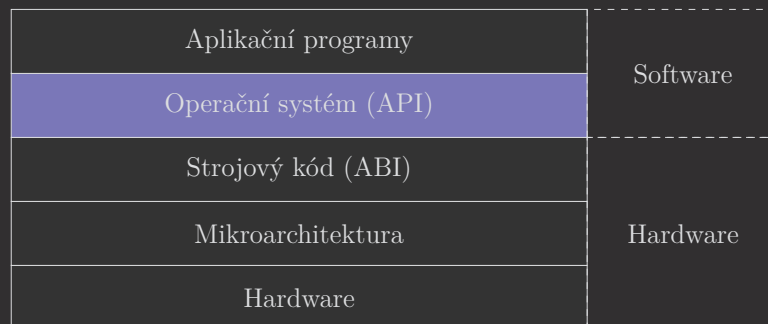 Aplikační programy
Software
Operační systém (API)
Strojový kód (ABI)
Mikroarchitektura
Hardware
Hardware